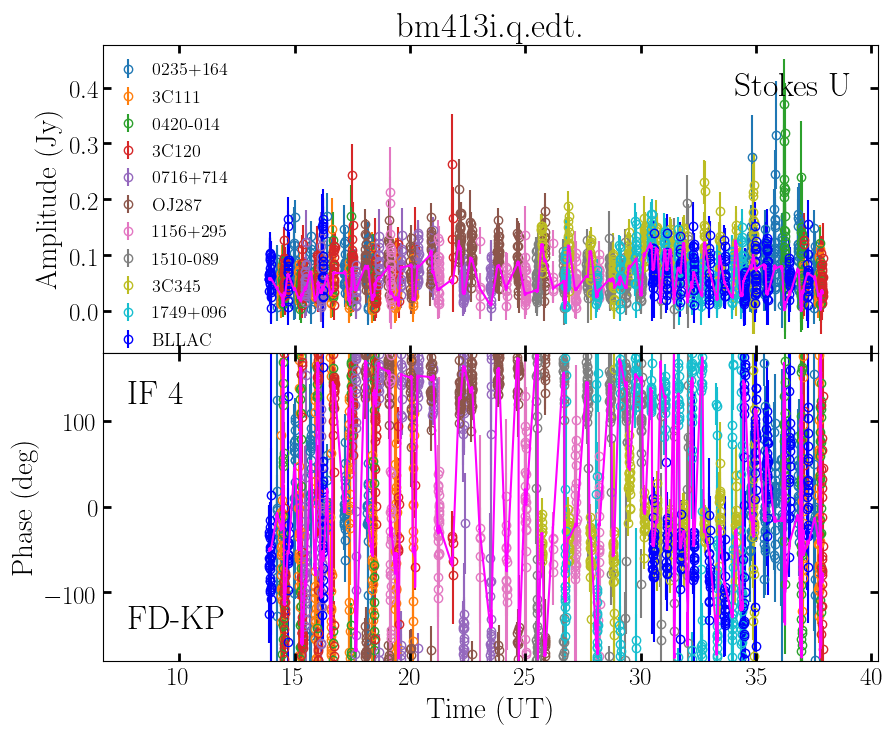 bm413i.q.edt.
Stokes U
0235+164
3C111
0420-014
3C120
0716+714
OJ287
1156+295
1510-089
3C345
1749+096
BLLAC
Amplitude (Jy)
0.4
0.3
0.2
0.1
0.0
IF 4
FD-KP
Phase (deg)
100
0
−100
10 15 20 25 30 35 40
Time (UT)